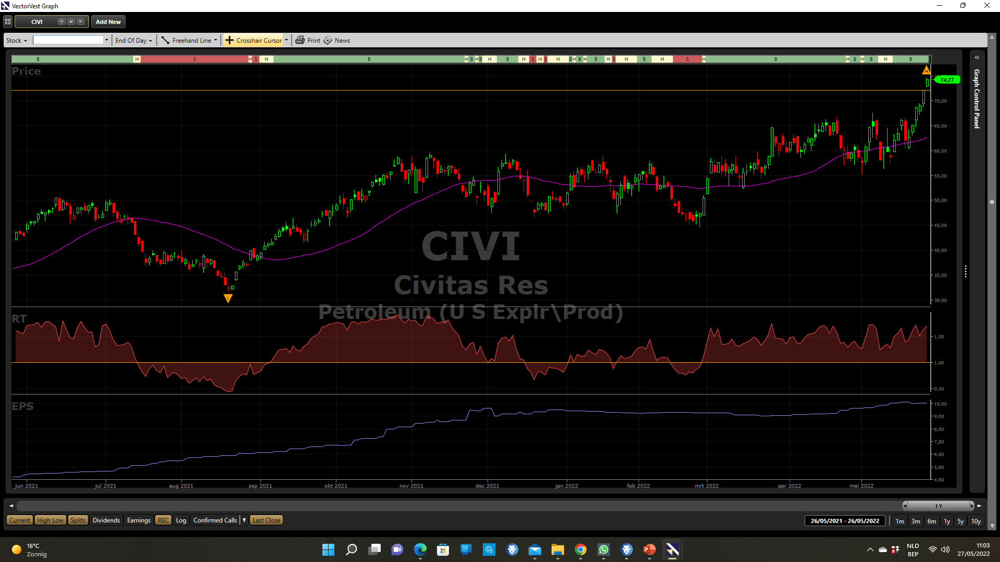 VectorVest Graph
CIVI Add New
Stock End Of Day Freehand Line Crosshair Cursor Print News
B H S H S H B H B H B H B H S H S H B H B H B H S H B H S H B H B H B H B
Price
H
75,00
74,27
70,00
65,00
60,00
55,00
50,00
45,00
40,00
35,00
30,00
L
CIVI
Civitas Res
Petroleum (U S Explr\Prod)
RT
1,50
1,00
0,50
EPS
10,00
9,00
8,00
7,00
6,00
5,00
4,00
jun 2021 jul 2021 aug 2021 sep 2021 okt 2021 nov 2021 dec 2021 jan 2022 feb 2022 mrt 2022 apr 2022 mei 2022
Graph Control Panel
1 Y
Current High Low Splits Dividends Earnings REC Log Confirmed Calls Last Close
26/05/2021 - 26/05/2022 1m 3m 6m 1y 5y 10y
16°C
Zonnig
8
NLD
BEP
11:03
27/05/2022